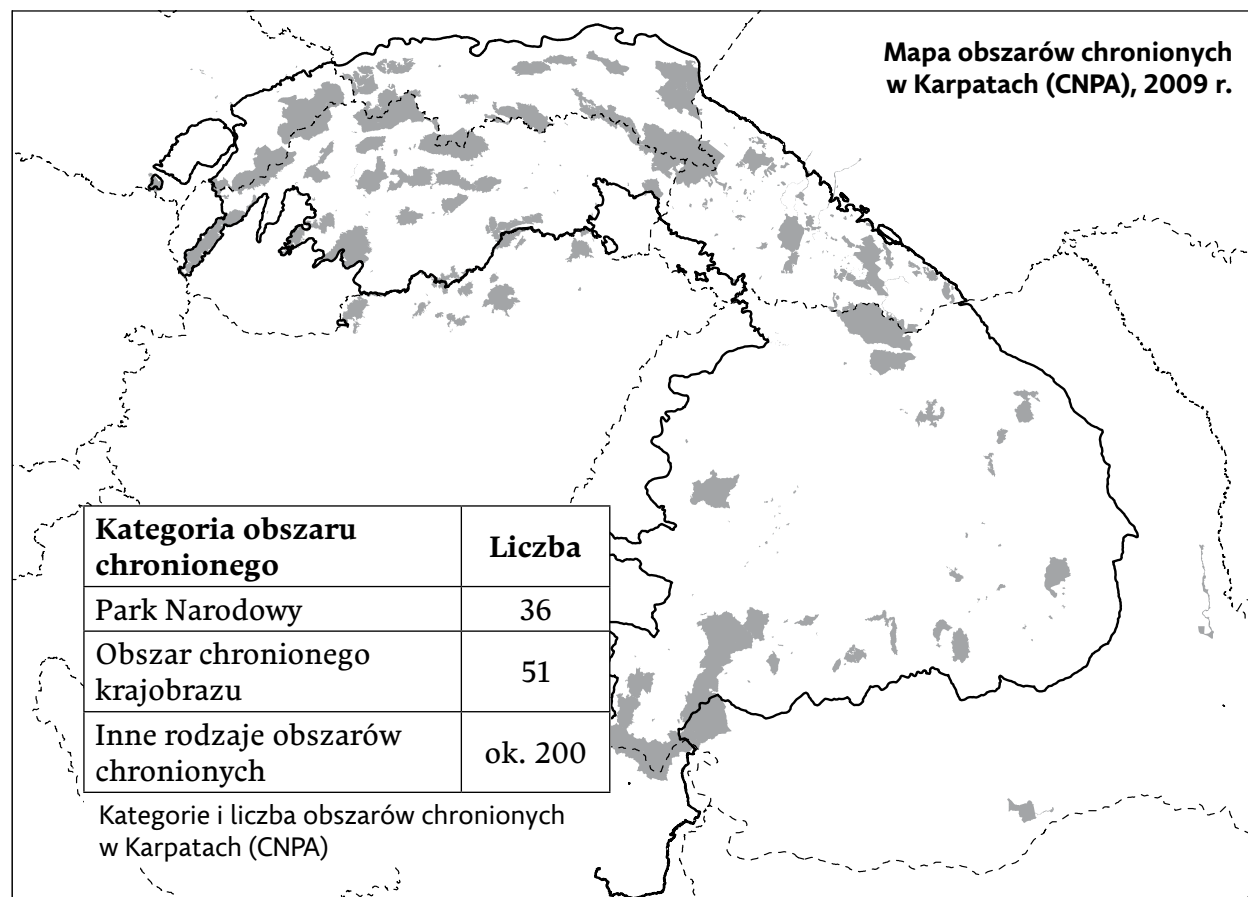 Mapa obszarów chronionych
w Karpatach (CNPA), 2009 r.
Kategoria obszaru
chronionego
Liczba
Park Narodowy
36
Obszar chronionego
krajobrazu
51
Inne rodzaje obszarów
chronionych
ok. 200
Kategorie i liczba obszarów chronionych
w Karpatach (CNPA)